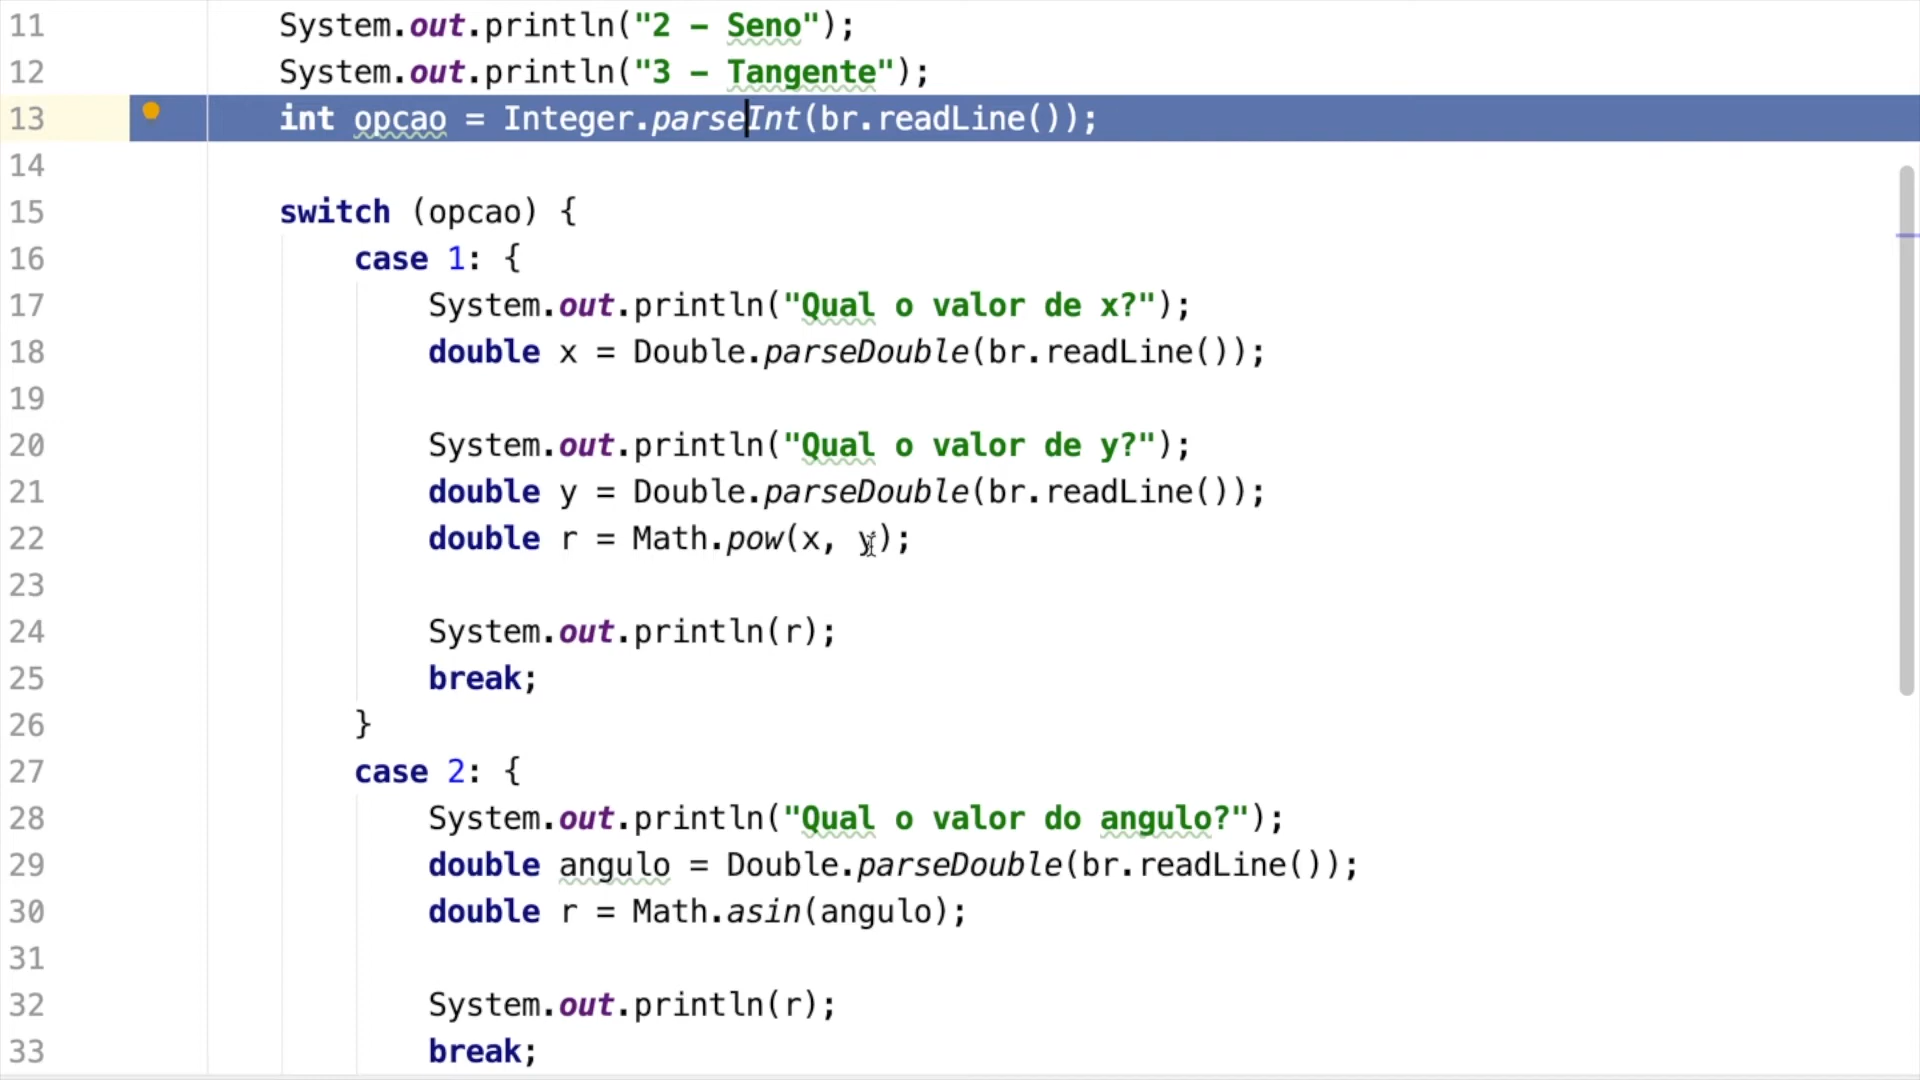 11 System.out.println("2 - Seno");
12 System.out.println("3 - Tangente");
13 int opcao = Integer.parseInt(br.readLine());
14
15 switch (opcao) {
16 case 1: {
17 System.out.println("Qual o valor de x?");
18 double x = Double.parseDouble(br.readLine());
19
20 System.out.println("Qual o valor de y?");
21 double y = Double.parseDouble(br.readLine());
22 double r = Math.pow(x, y);
23
24 System.out.println(r);
25 break;
26 }
27 case 2: {
28 System.out.println("Qual o valor do angulo?");
29 double angulo = Double.parseDouble(br.readLine());
30 double r = Math.asin(angulo);
31
32 System.out.println(r);
33 break;